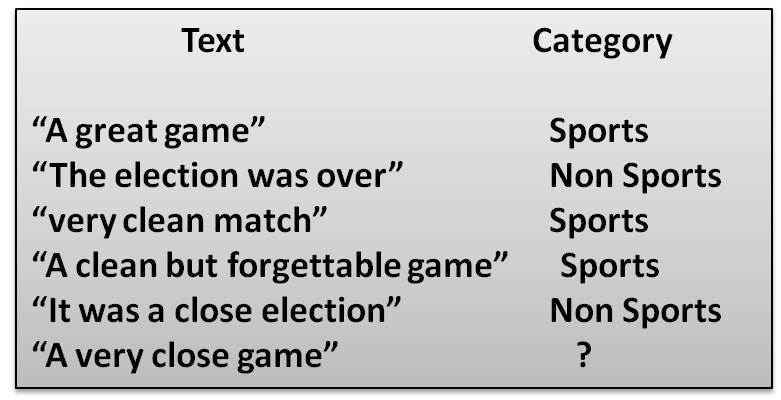 Text Category
“A great game” Sports
“The election was over” Non Sports
“very clean match” Sports
“A clean but forgettable game” Sports
“It was a close election” Non Sports
“A very close game” ?